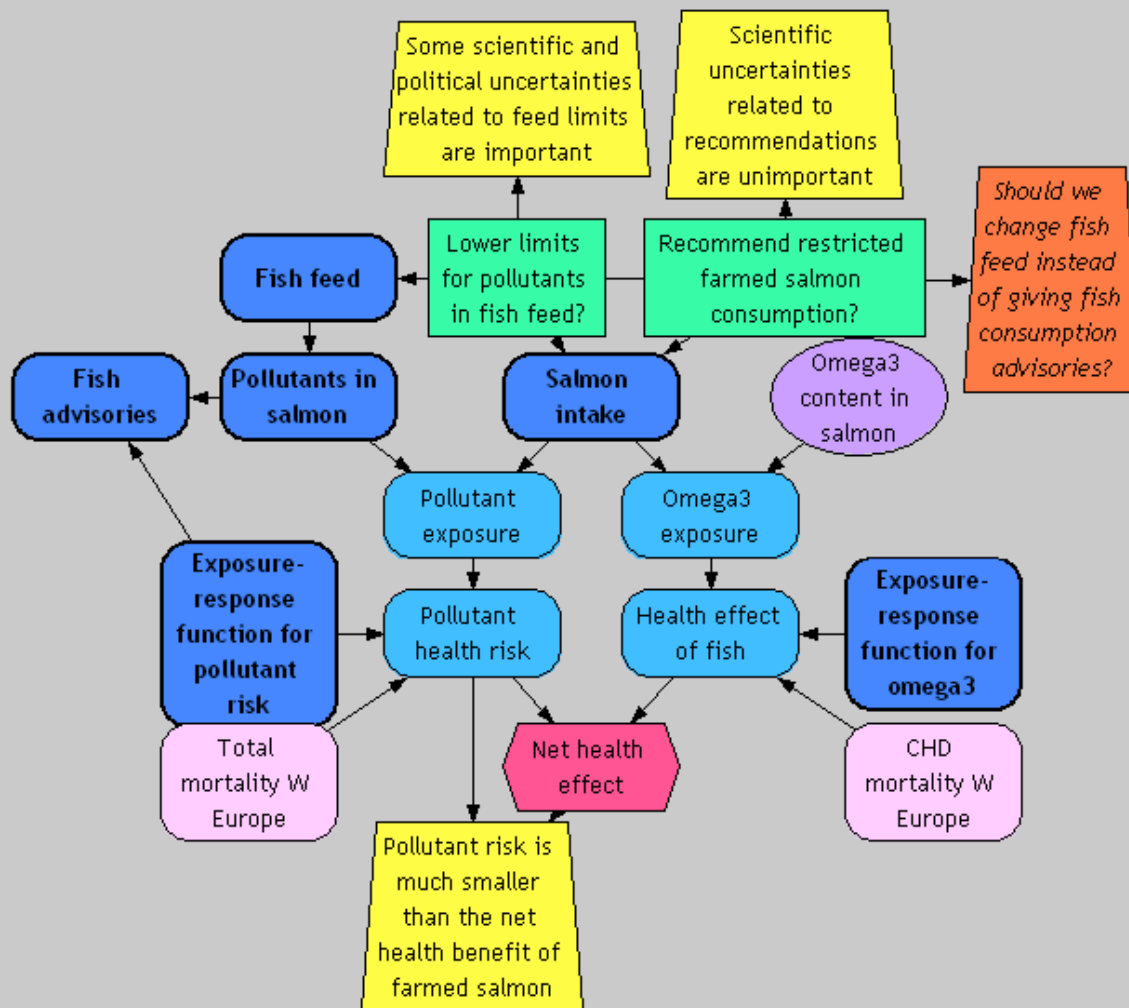 Some scientific and
political uncertainties
related to feed limits
are important
Scientific
uncertainties
related to
recommendations
are unimportant
Should we
change fish
feed instead
of giving fish
consumption
advisories?
Lower limits
for pollutants
in fish feed?
Recommend restricted
farmed salmon
consumption?
Fish feed
Fish
advisories
Pollutants in
salmon
Salmon
intake
Omega3
content in
salmon
Pollutant
exposure
Omega3
exposure
Exposure-
response
function for
pollutant
risk
Pollutant
health risk
Health effect
of fish
Exposure-
response
function for
omega3
Total
mortality W
Europe
Net health
effect
CHD
mortality W
Europe
Pollutant risk is
much smaller
than the net
health benefit of
farmed salmon